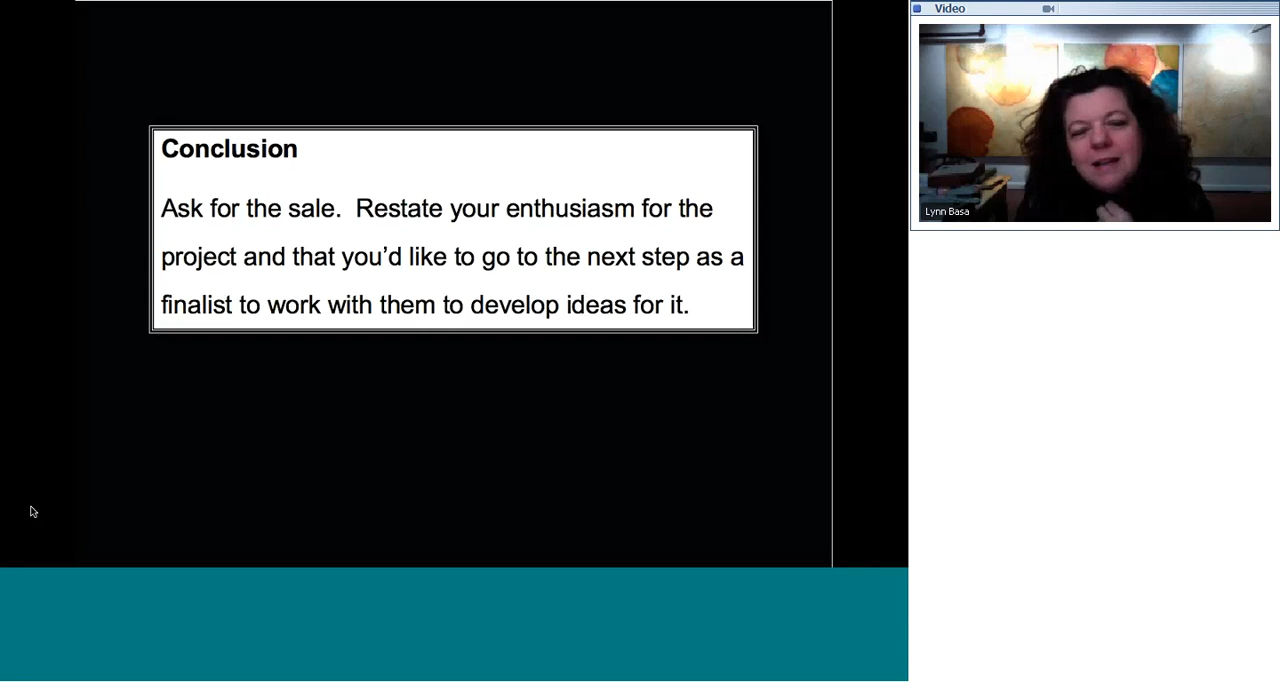 Conclusion
Ask for the sale.  Restate your enthusiasm for the
project and that you’d like to go to the next step as a
finalist to work with them to develop ideas for it.
Video
Lynn Basa